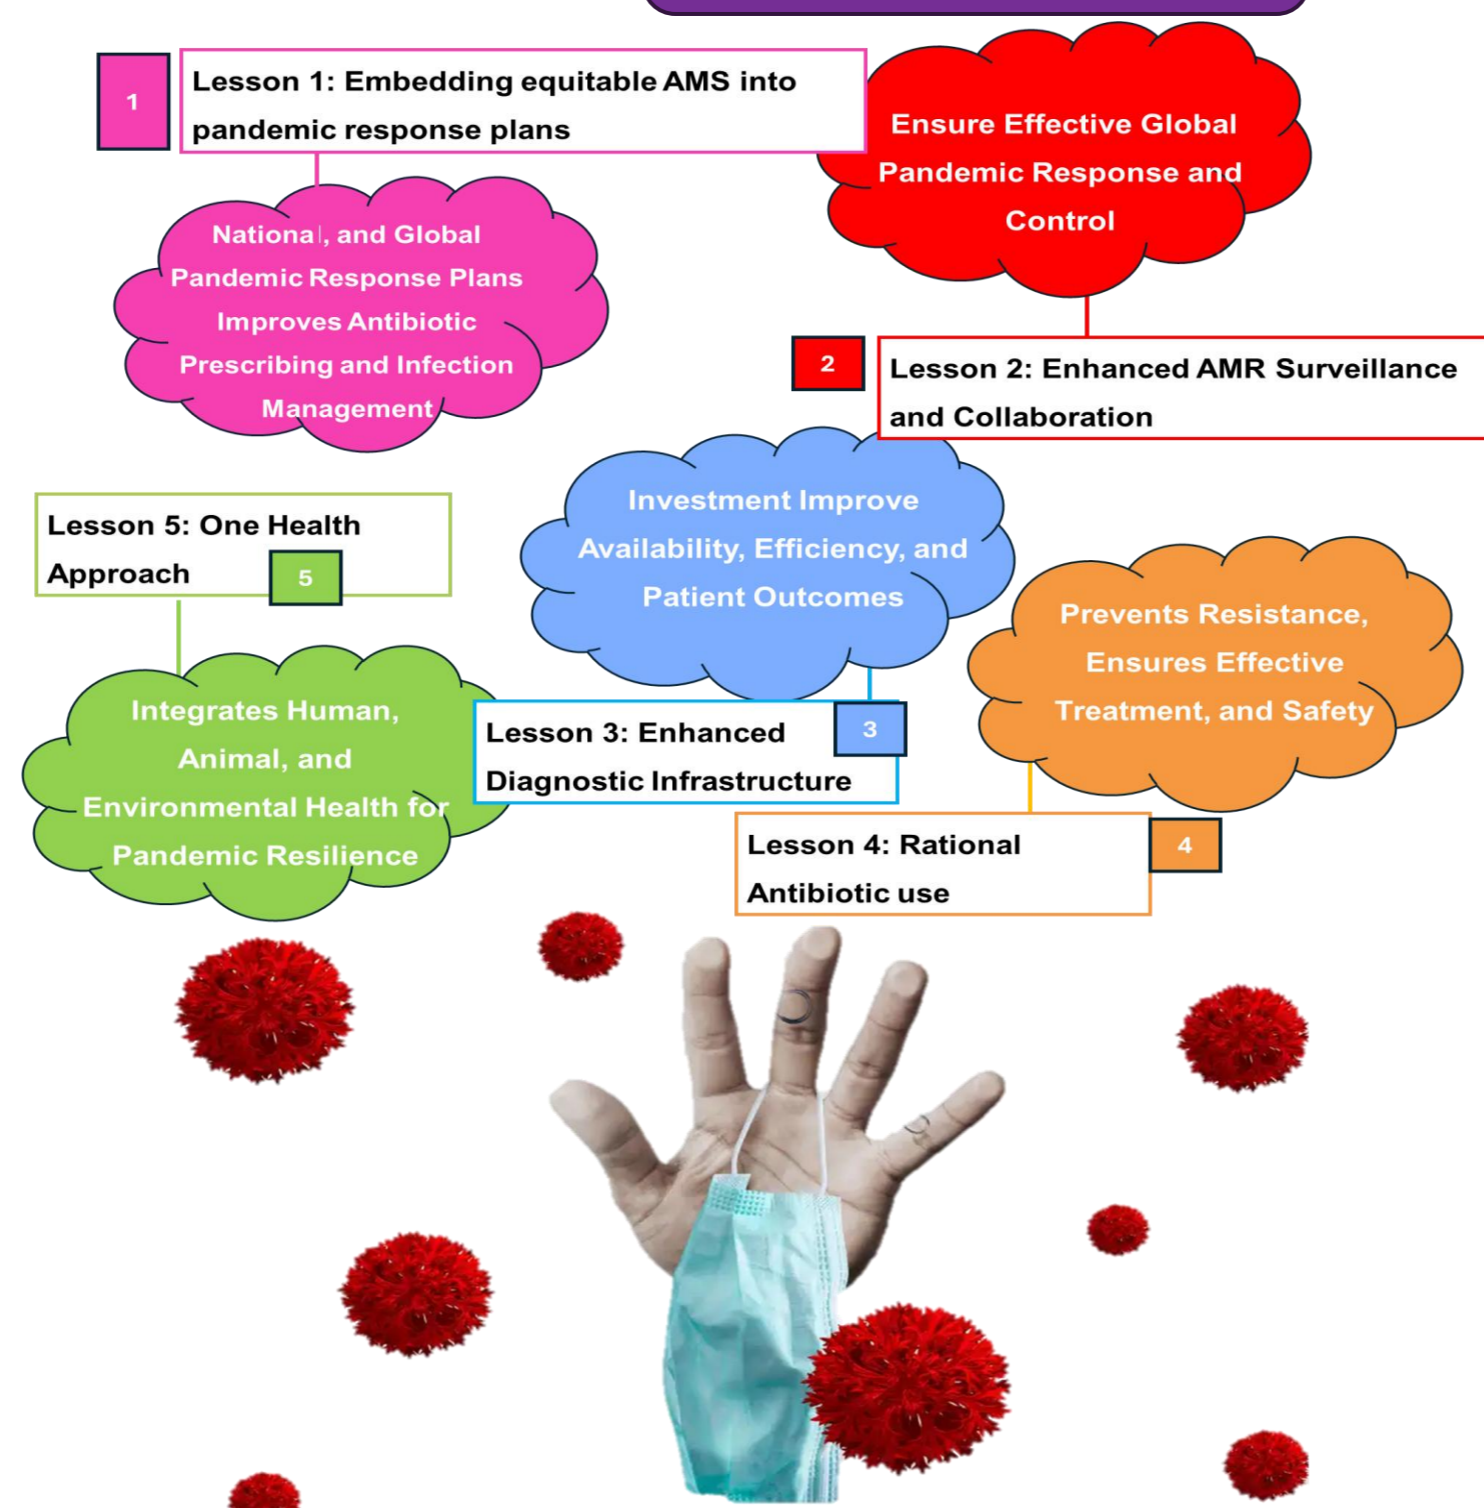 1
Lesson 1: Embedding equitable AMS into
pandemic response plans
National, and Global
Pandemic Response Plans
Improves Antibiotic
Prescribing and Infection
Management
Ensure Effective Global
Pandemic Response and
Control
2
Lesson 2: Enhanced AMR Surveillance
and Collaboration
Investment Improve
Availability, Efficiency, and
Patient Outcomes
3
Lesson 3: Enhanced
Diagnostic Infrastructure
Prevents Resistance,
Ensures Effective
Treatment, and Safety
4
Lesson 4: Rational
Antibiotic use
Lesson 5: One Health
Approach
5
Integrates Human,
Animal, and
Environmental Health for
Pandemic Resilience